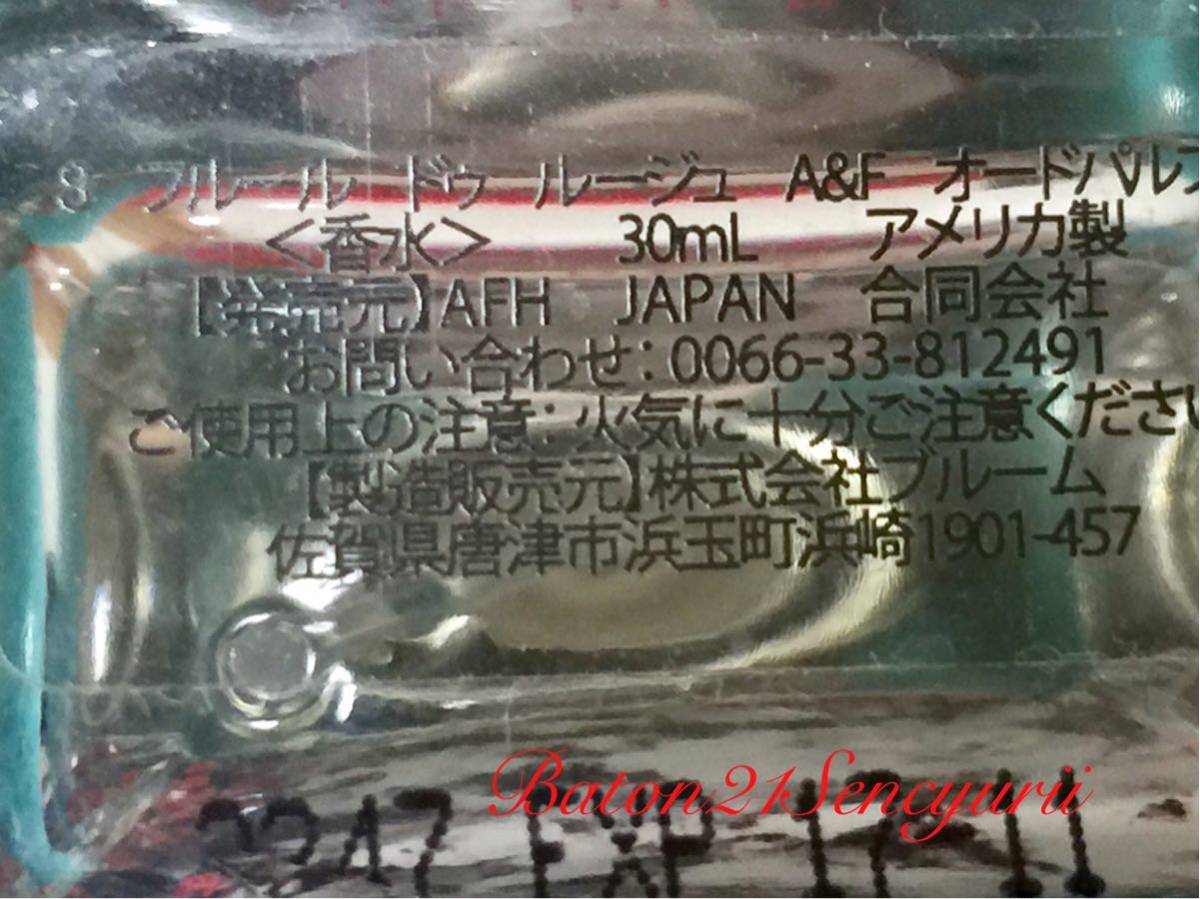 8 フルール ドゥ ルージュ A&F オードパルフ
<香水> 30mL アメリカ製
【発売元】AFH JAPAN 合同会社
お問い合わせ：0066-33-812491
ご使用上の注意：火気に十分ご注意ください
【製造販売元】株式会社ブルーム
佐賀県唐津市浜玉町浜崎1901-457
Baton21Sencyurii
EXP